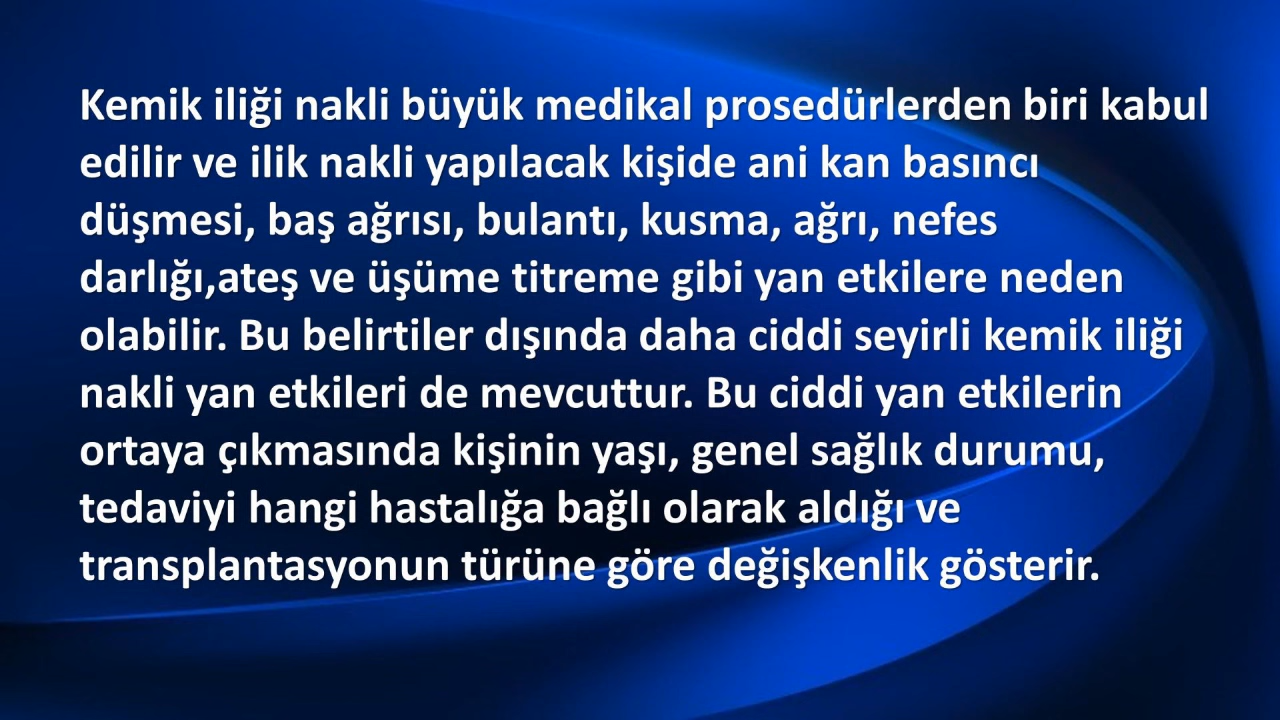 Kemik iliği nakli büyük medikal prosedürlerden biri kabul
edilir ve ilik nakli yapılacak kişide ani kan basıncı
düşmesi, baş ağrısı, bulantı, kusma, ağrı, nefes
darlığı,ateş ve üşüme titreme gibi yan etkilere neden
olabilir. Bu belirtiler dışında daha ciddi seyirli kemik iliği
nakli yan etkileri de mevcuttur. Bu ciddi yan etkilerin
ortaya çıkmasında kişinin yaşı, genel sağlık durumu,
tedaviyi hangi hastalığa bağlı olarak aldığı ve
transplantasyonun türüne göre değişkenlik gösterir.